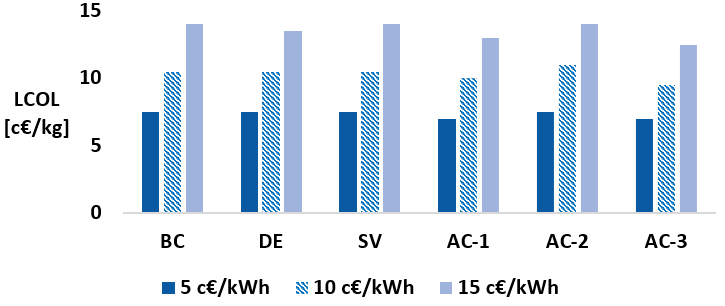 15
10
5
0
LCOL
[c€/kg]
BC DE SV AC-1 AC-2 AC-3
5 c€/kWh 10 c€/kWh 15 c€/kWh